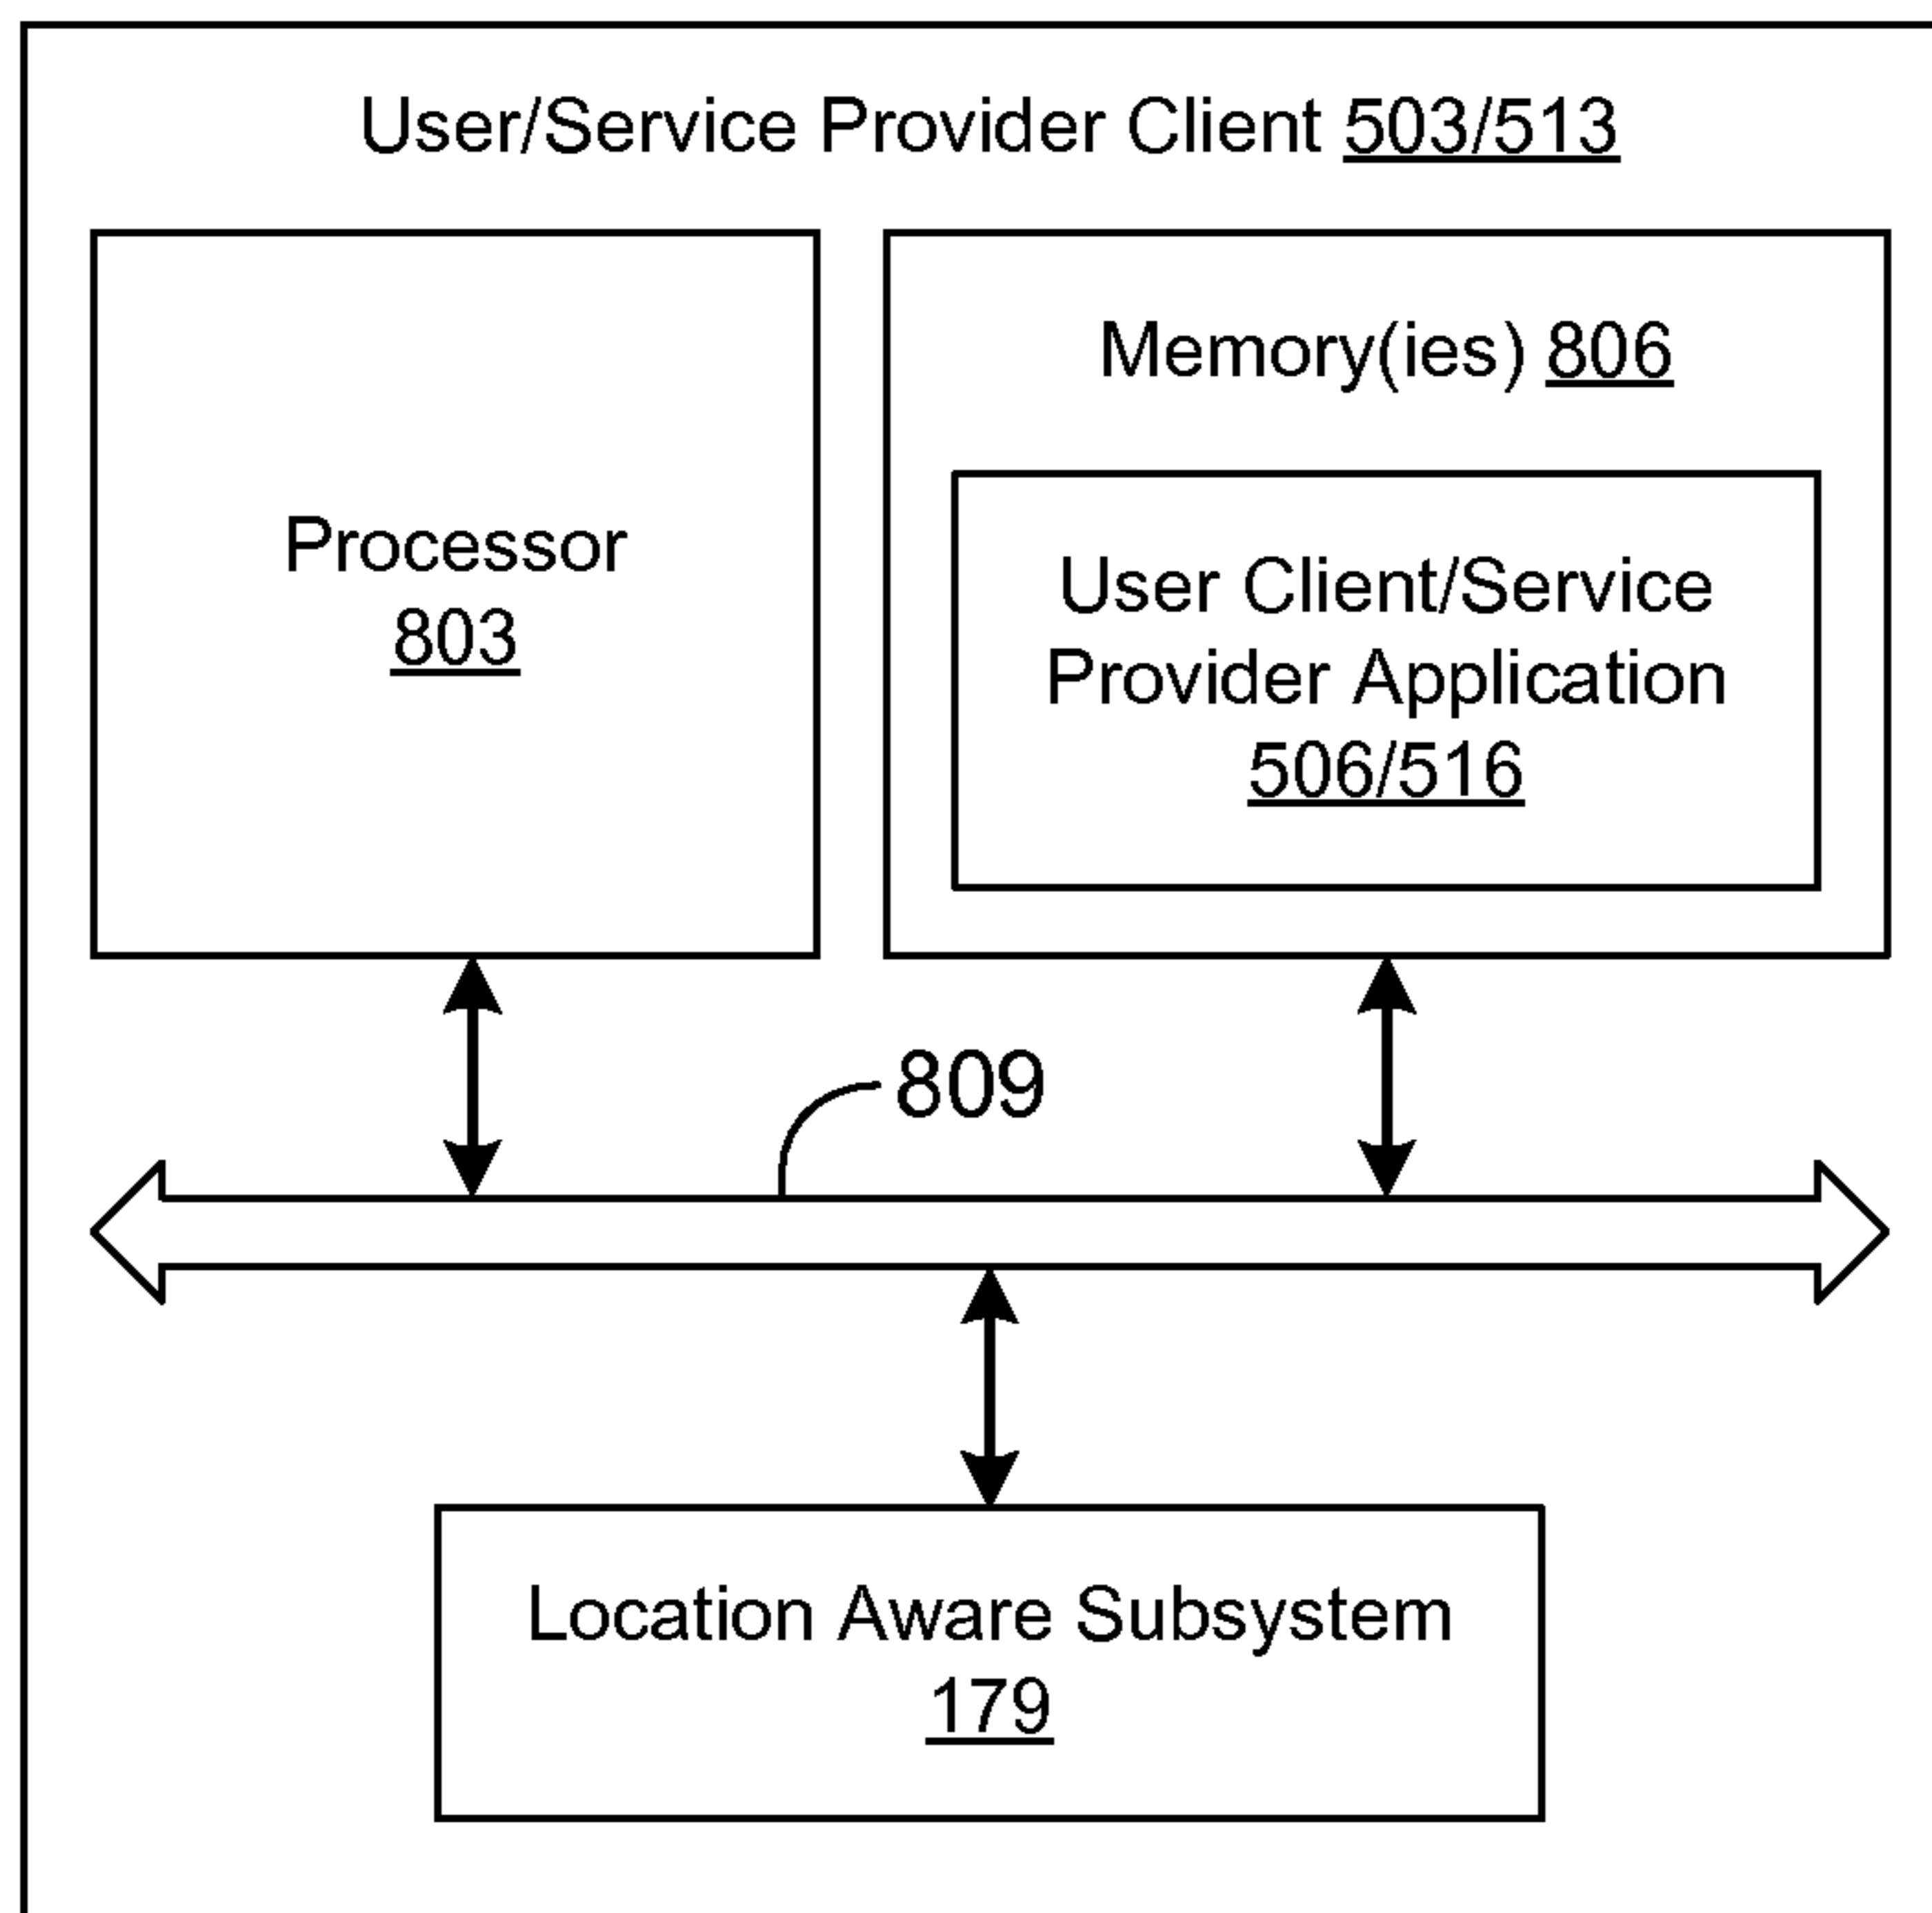 User/Service Provider Client 503/513
Processor
803
Memory(ies) 806
User Client/Service
Provider Application
506/516
809
Location Aware Subsystem
179